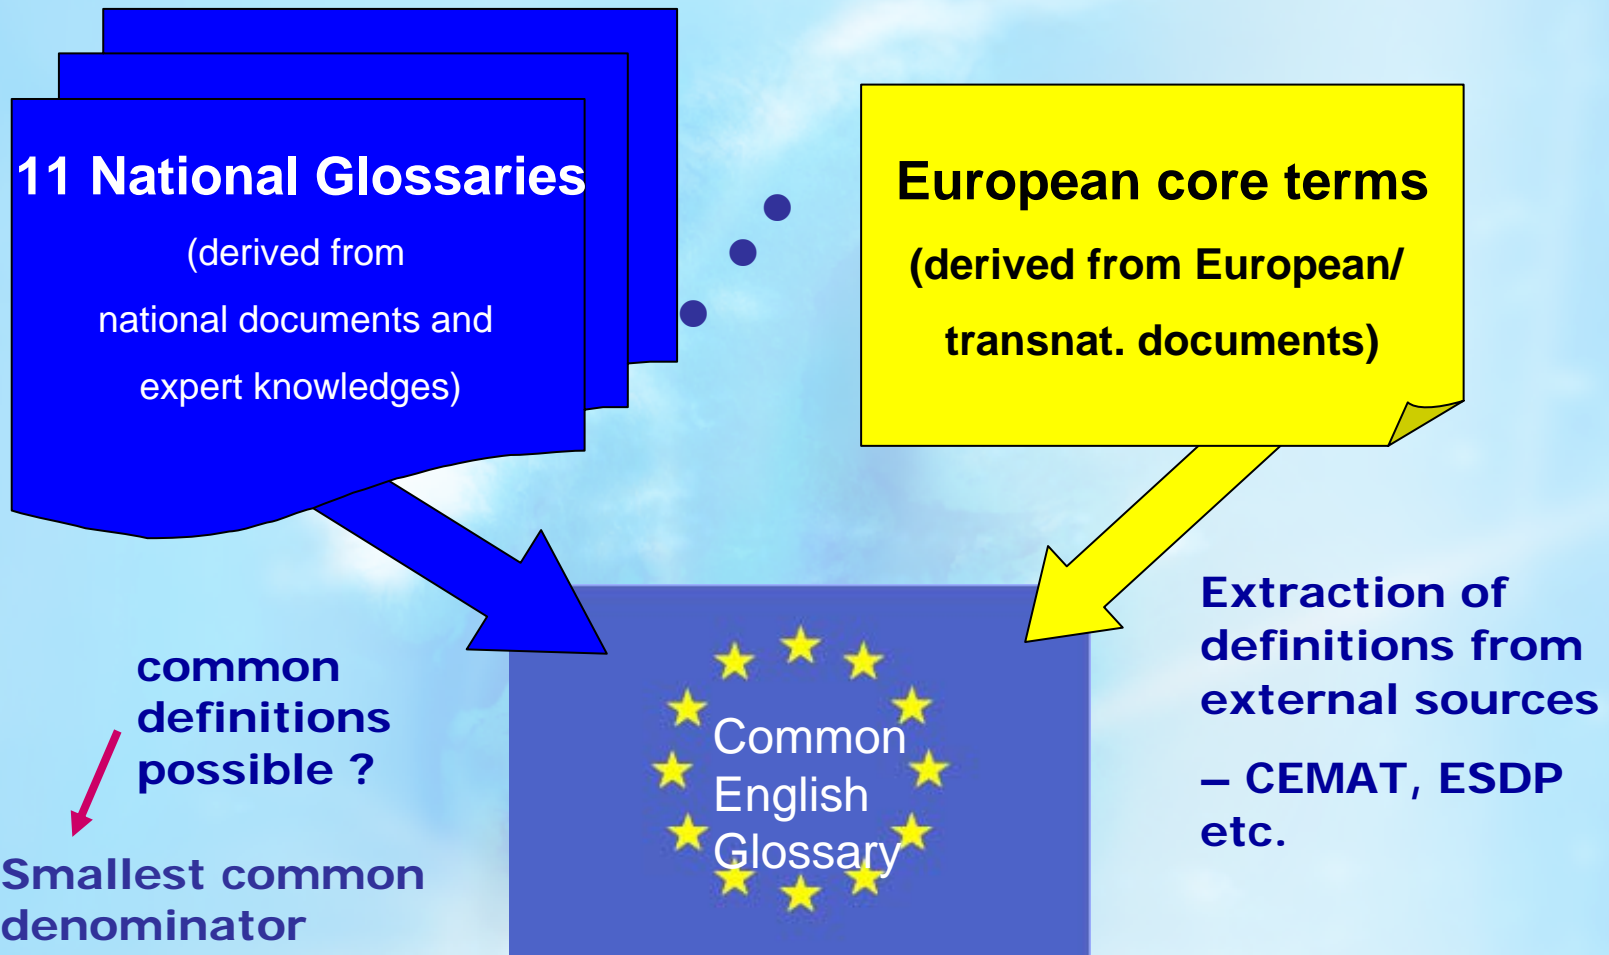 11 National Glossaries
(derived from
national documents and
expert knowledges)
European core terms
(derived from European/
transnat. documents)
common
definitions
possible ?
Smallest common
denominator
Common
English
Glossary
Extraction of
definitions from
external sources
– CEMAT, ESDP
etc.